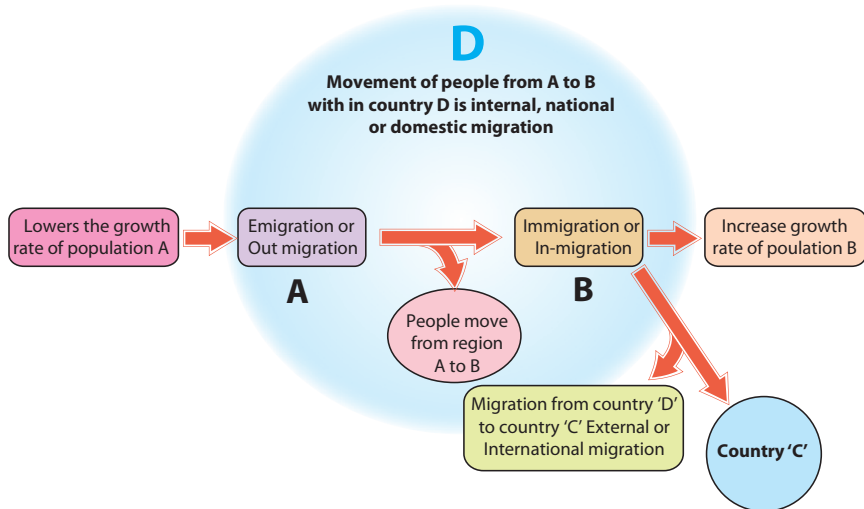 D
Movement of people from A to B
with in country D is internal, national
or domestic migration
Lowers the growth
rate of population A
Emigration or
Out migration
A
Immigration or
In-migration
B
Increase growth
rate of poulation B
People move
from region
A to B
Migration from country ‘D’
to country ‘C’ External or
International migration
Country ‘C’